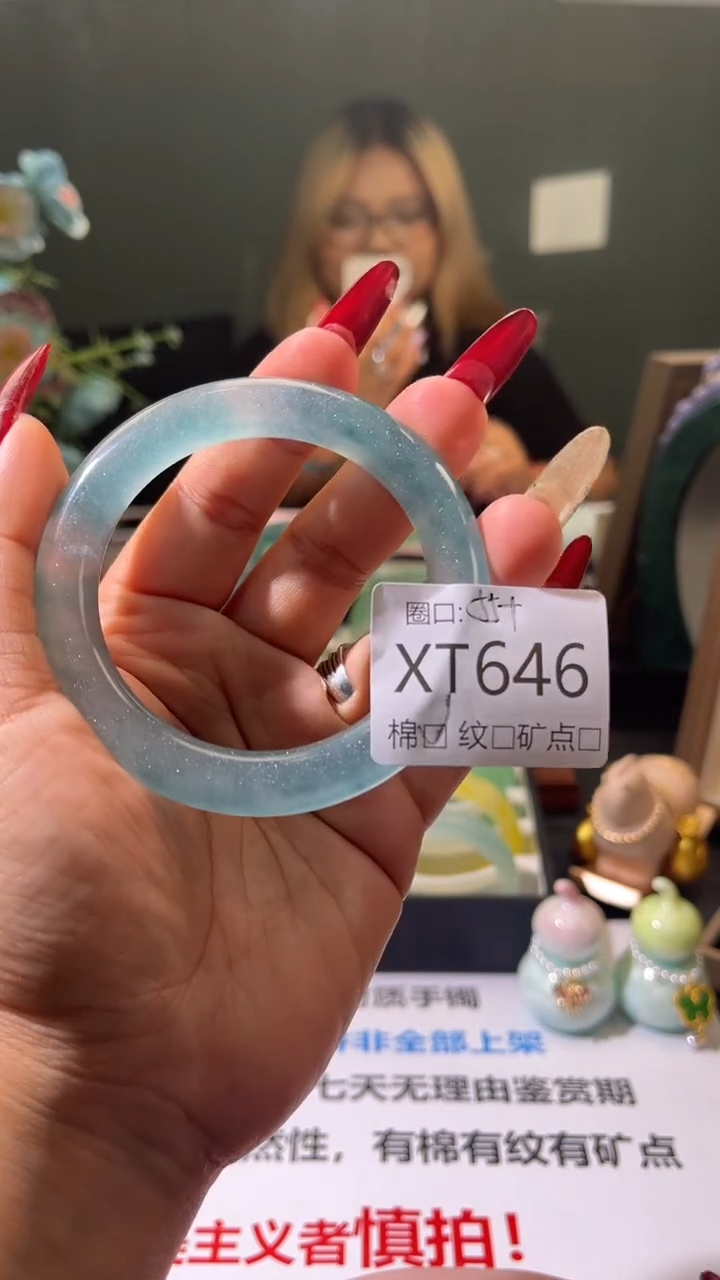 圈口:55+
XT646
棉☑ 纹□矿点□
质手镯
非全部上架
七天无理由鉴赏期
然性，有棉有纹有矿点
主义者慎拍！